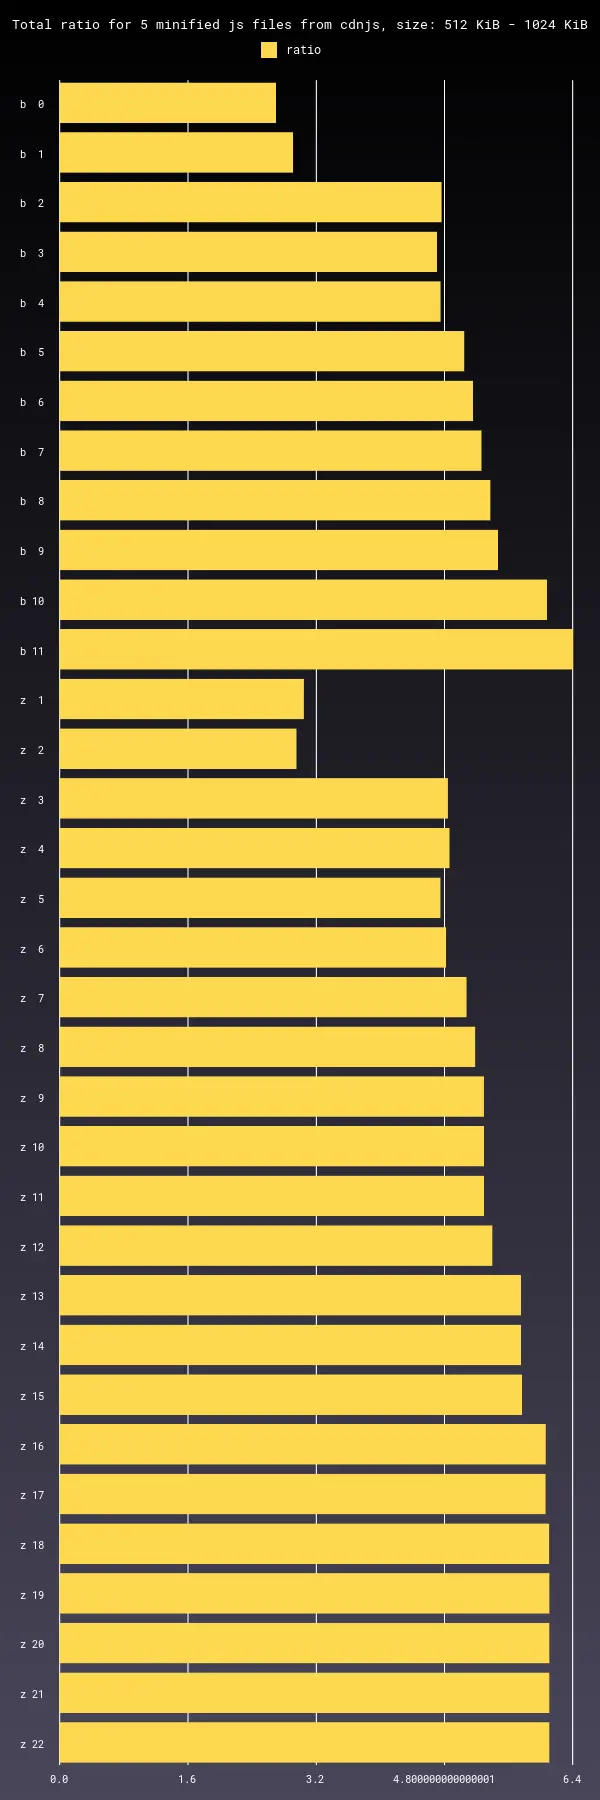 Total ratio for 5 minified js files from cdnjs, size: 512 KiB - 1024 KiB
ratio
b 0
b 1
b 2
b 3
b 4
b 5
b 6
b 7
b 8
b 9
b 10
b 11
z 1
z 2
z 3
z 4
z 5
z 6
z 7
z 8
z 9
z 10
z 11
z 12
z 13
z 14
z 15
z 16
z 17
z 18
z 19
z 20
z 21
z 22
0.0 1.6 3.2 4.800000000000001 6.4